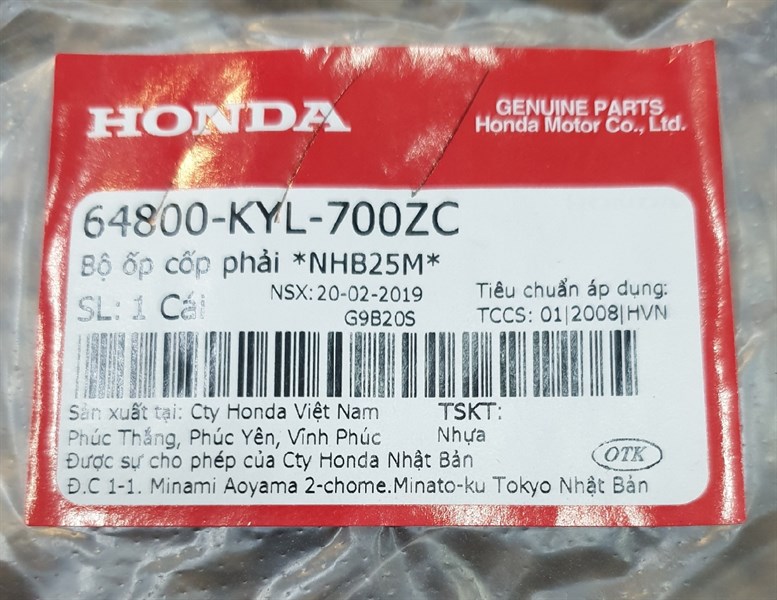 HONDA
GENUINE PARTS
Honda Motor Co., Ltd.
64800-KYL-700ZC
Bộ ốp cốp phải *NHB25M*
SL: 1 Cái
NSX: 20-02-2019
G9B20S
Tiêu chuẩn áp dụng:
TCCS: 01|2008|HVN
Sản xuất tại: Cty Honda Việt Nam
Phúc Thắng, Phúc Yên, Vĩnh Phúc
TSKT:
Nhựa
Được sự cho phép của Cty Honda Nhật Bản
OTK
Đ.C 1-1. Minami Aoyama 2-chome.Minato-ku Tokyo Nhật Bản